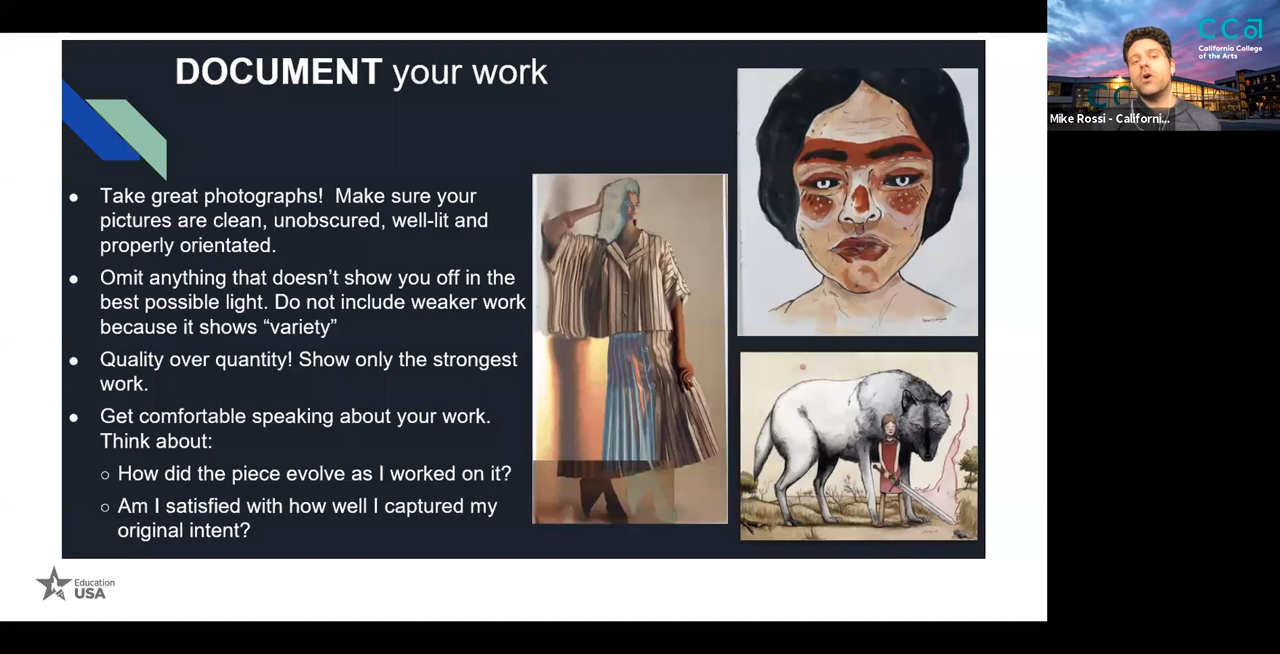 DOCUMENT your work
Take great photographs!  Make sure your
pictures are clean, unobscured, well-lit and
properly orientated.
Omit anything that doesn't show you off in the
best possible light. Do not include weaker work
because it shows “variety”
Quality over quantity! Show only the strongest
work.
Get comfortable speaking about your work.
Think about:
How did the piece evolve as I worked on it?
Am I satisfied with how well I captured my
original intent?
Education
USA
CCA
California College
of the Arts
CC
Mike Rossi - Californi...